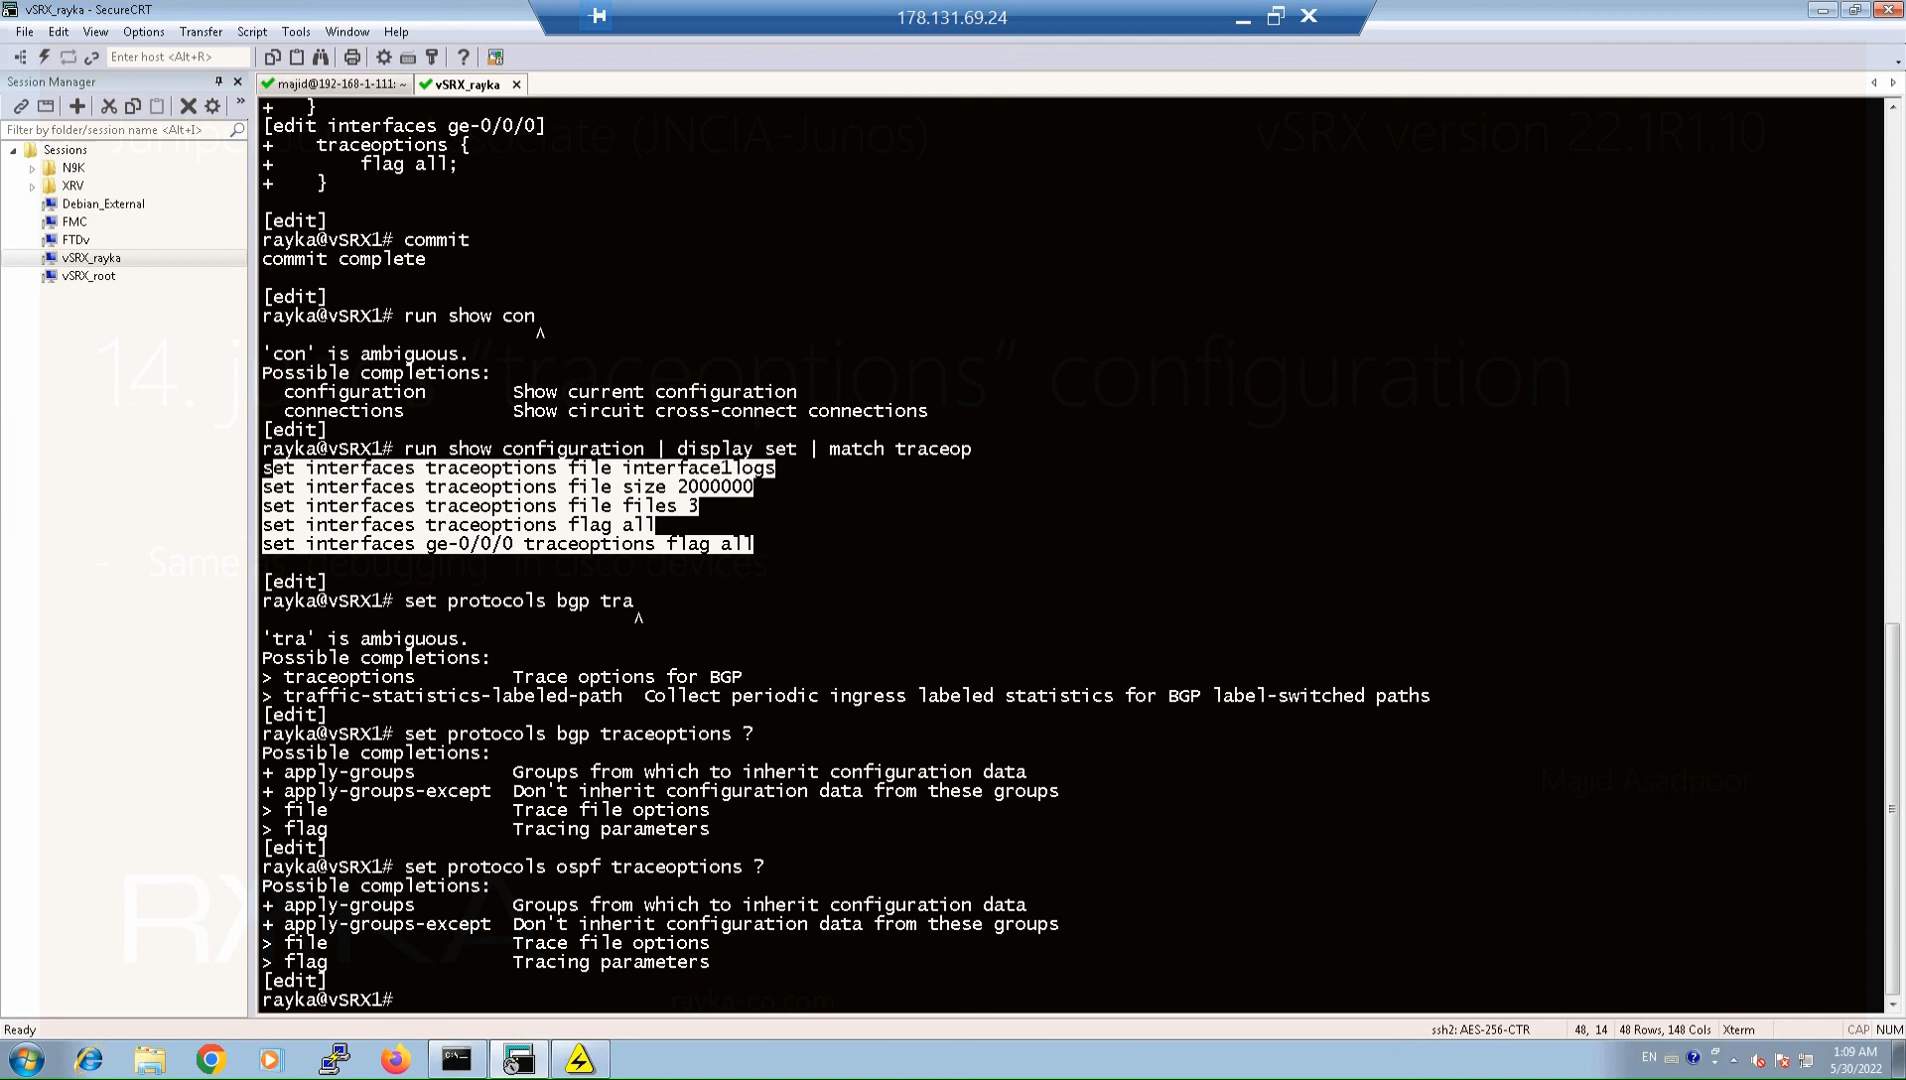 vSRX_rayka - SecureCRT
178.131.69.24
File Edit View Options Transfer Script Tools Window Help
Enter host <Alt+R>
Session Manager
majid@192-168-1-111: ~
vSRX_rayka
Filter by folder/session name <Alt+I>
Sessions
N9K
XRV
Debian_External
FMC
FTDv
vSRX_rayka
vSRX_root
+    }
[edit interfaces ge-0/0/0]
+    traceoptions {
+        flag all;
+    }
[edit]
rayka@vSRX1# commit
commit complete
[edit]
rayka@vSRX1# run show con
^
'con' is ambiguous.
Possible completions:
configuration Show current configuration
connections Show circuit cross-connect connections
[edit]
rayka@vSRX1# run show configuration | display set | match traceop
set interfaces traceoptions file interface1logs
set interfaces traceoptions file size 2000000
set interfaces traceoptions file files 3
set interfaces traceoptions flag all
set interfaces ge-0/0/0 traceoptions flag all
[edit]
rayka@vSRX1# set protocols bgp tra
^
'tra' is ambiguous.
Possible completions:
> traceoptions Trace options for BGP
> traffic-statistics-labeled-path Collect periodic ingress labeled statistics for BGP label-switched paths
[edit]
rayka@vSRX1# set protocols bgp traceoptions ?
Possible completions:
+ apply-groups Groups from which to inherit configuration data
+ apply-groups-except Don't inherit configuration data from these groups
> file Trace file options
> flag Tracing parameters
[edit]
rayka@vSRX1# set protocols ospf traceoptions ?
Possible completions:
+ apply-groups Groups from which to inherit configuration data
+ apply-groups-except Don't inherit configuration data from these groups
> file Trace file options
> flag Tracing parameters
[edit]
rayka@vSRX1#
vSRX version 22.1R1.10
"traceoptions" configuration
Majid Asadpoor
rayka-co.com
Ready
ssh2: AES-256-CTR
48, 14
48 Rows, 148 Cols
Xterm
CAP NUM
EN
1:09 AM
5/30/2022